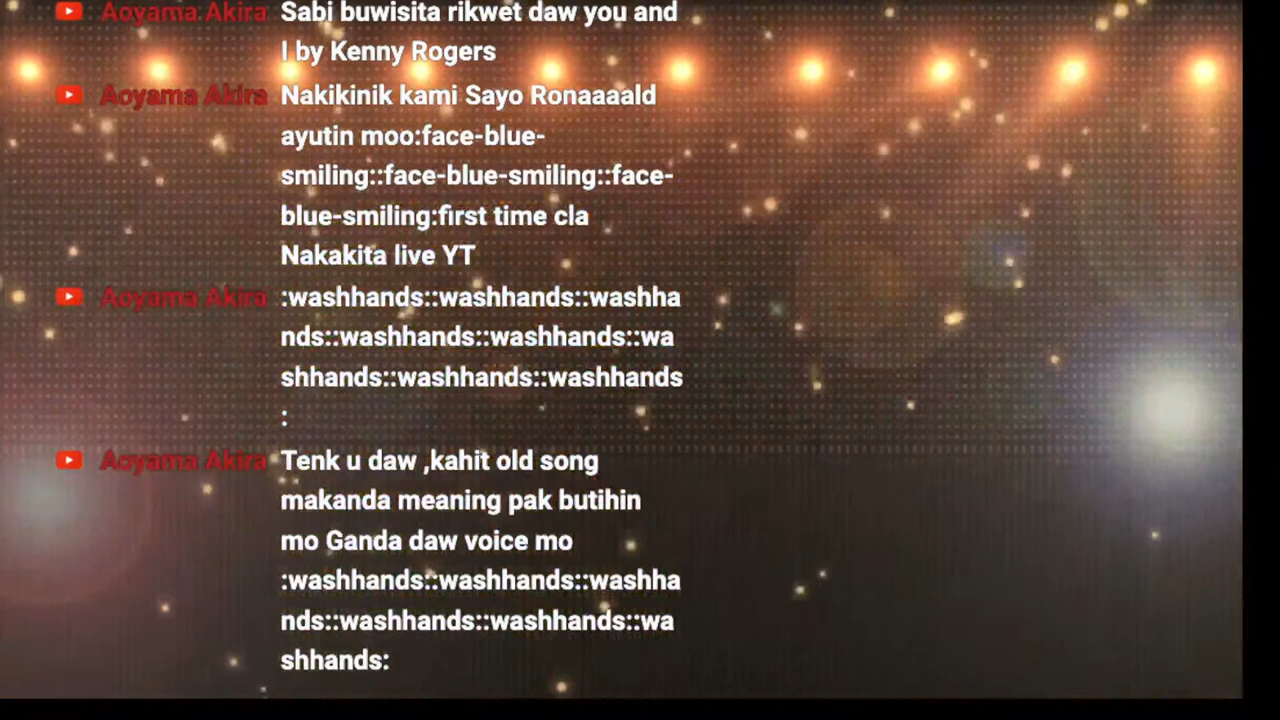 Aoyama Akira Sabi buwisita rikwet daw you and
I by Kenny Rogers
Aoyama Akira Nakikinik kami Sayo Ronaaaald
ayutin moo:face-blue-
smiling::face-blue-smiling::face-
blue-smiling:first time cla
Nakakita live YT
Aoyama Akira :washhands::washhands::washha
nds::washhands::washhands::wa
shhands::washhands::washhands
:
Aoyama Akira Tenk u daw ,kahit old song
makanda meaning pak butihin
mo Ganda daw voice mo
:washhands::washhands::washha
nds::washhands::washhands::wa
shhands: